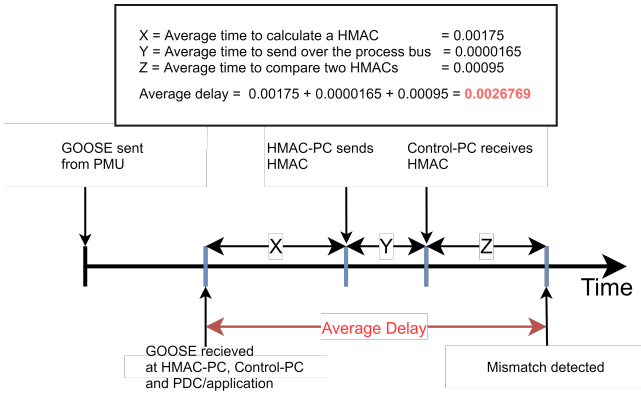 X = Average time to calculate a HMAC = 0.00175
Y = Average time to send over the process bus = 0.0000165
Z = Average time to compare two HMACs = 0.00095
Average delay = 0.00175 + 0.0000165 + 0.00095 = 0.0026769
GOOSE sent
from PMU
HMAC-PC sends
HMAC
Control-PC receives
HMAC
X
Y
Z
Time
Average Delay
GOOSE recieved
at HMAC-PC, Control-PC
and PDC/application
Mismatch detected